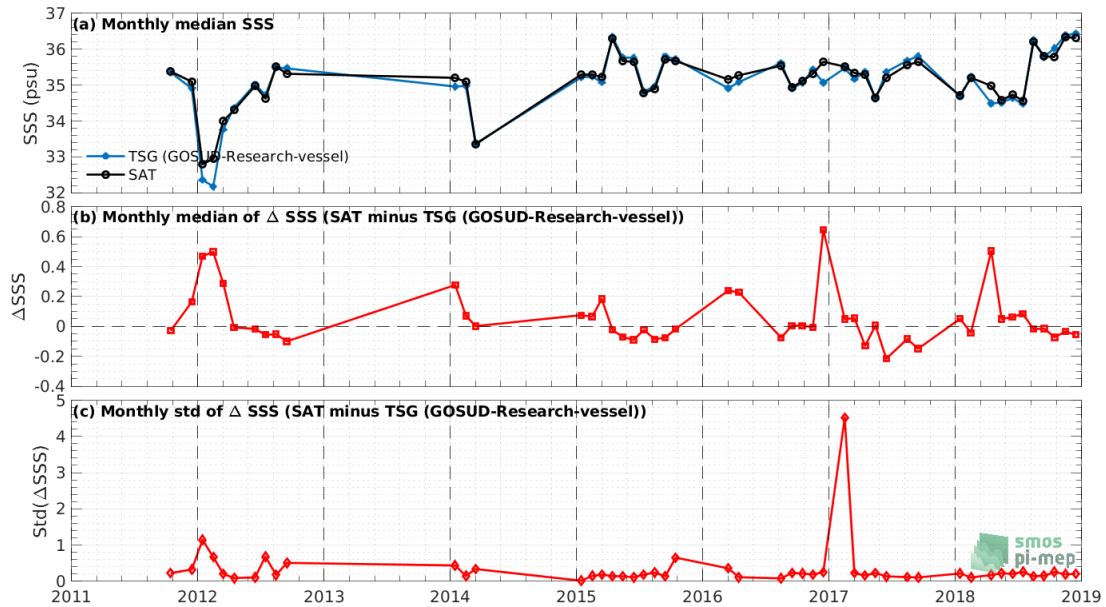 (a) Monthly median SSS
37
36
35
34
33
32
SSS (psu)
TSG (GOSUD-Research-vessel)
SAT
(b) Monthly median of Δ SSS (SAT minus TSG (GOSUD-Research-vessel))
0.8
0.6
0.4
0.2
0
-0.2
-0.4
ΔSSS
(c) Monthly std of Δ SSS (SAT minus TSG (GOSUD-Research-vessel))
5
4
3
2
1
0
Std(ΔSSS)
smos
pi-mep
2011 2012 2013 2014 2015 2016 2017 2018 2019